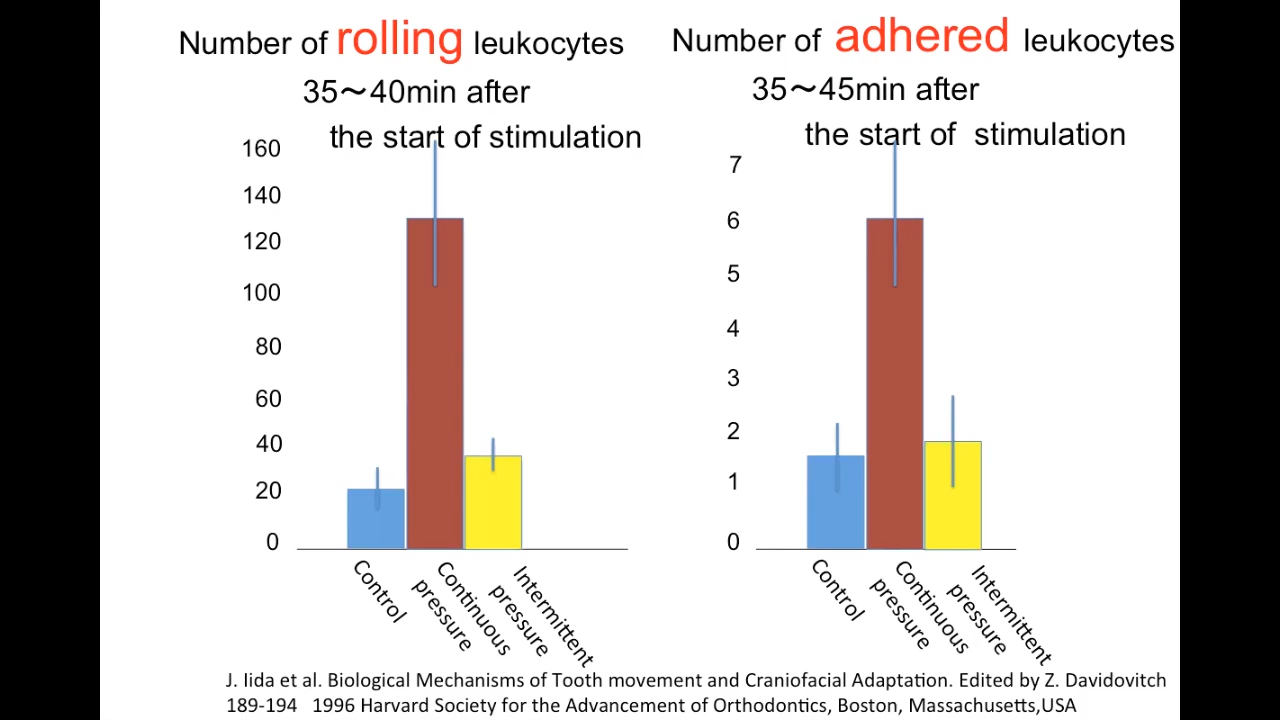 Number of rolling leukocytes
35～40min after
the start of stimulation
160
140
120
100
80
60
40
20
0
Control
Continuous
pressure
Intermittent
pressure
Number of adhered leukocytes
35～45min after
the start of stimulation
7
6
5
4
3
2
1
0
Control
Continuous
pressure
Intermittent
pressure
J. Iida et al. Biological Mechanisms of Tooth movement and Craniofacial Adaptation. Edited by Z. Davidovitch
189-194 1996 Harvard Society for the Advancement of Orthodontics, Boston, Massachusetts,USA